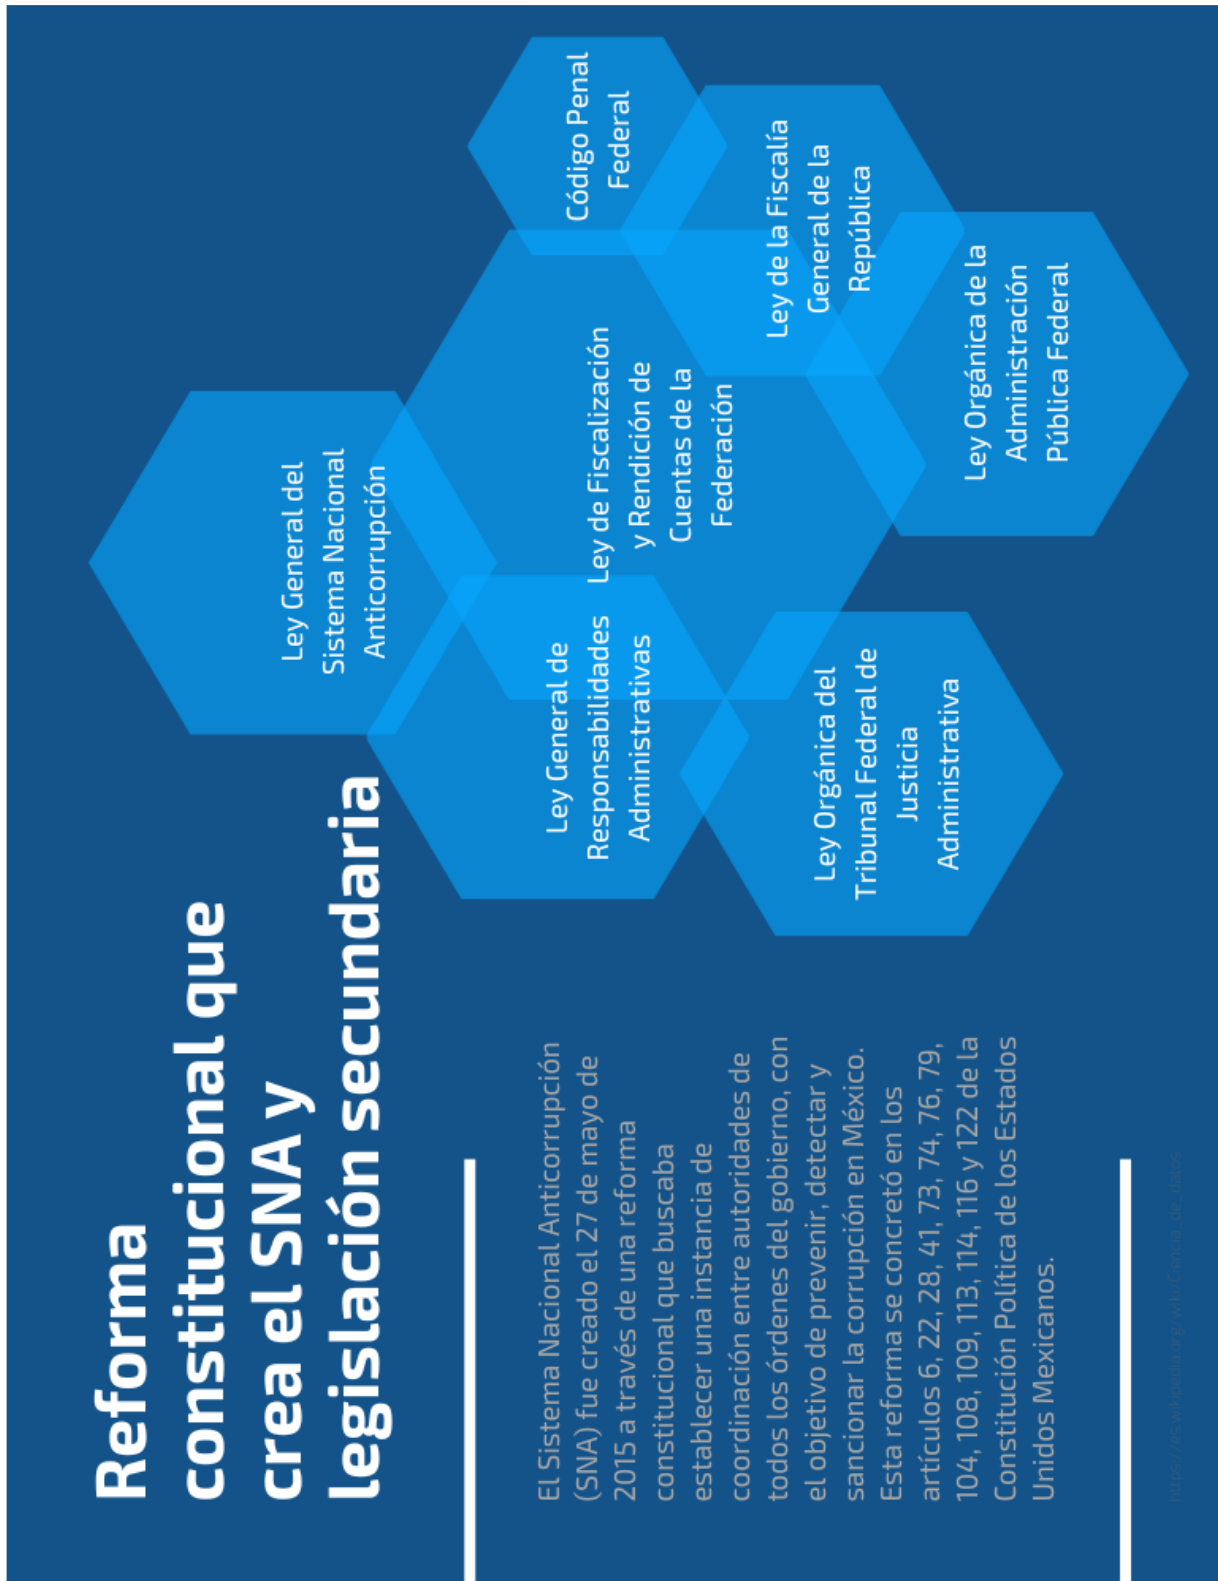 Reforma
constitucional que
crea el SNA y
legislación secundaria
El Sistema Nacional Anticorrupción
(SNA) fue creado el 27 de mayo de
2015 a través de una reforma
constitucional que buscaba
establecer una instancia de
coordinación entre autoridades de
todos los órdenes del gobierno, con
el objetivo de prevenir, detectar y
sancionar la corrupción en México.
Esta reforma se concretó en los
artículos 6, 22, 28, 41, 73, 74, 76, 79,
104, 108, 109, 113, 114, 116 y 122 de la
Constitución Política de los Estados
Unidos Mexicanos.
https://es.wikipedia.org/wiki/Ciencia_de_datos
Ley General del
Sistema Nacional
Anticorrupción
Ley General de
Responsabilidades
Administrativas
Ley de Fiscalización
y Rendición de
Cuentas de la
Federación
Código Penal
Federal
Ley de la Fiscalía
General de la
República
Ley Orgánica del
Tribunal Federal de
Justicia
Administrativa
Ley Orgánica de la
Administración
Pública Federal